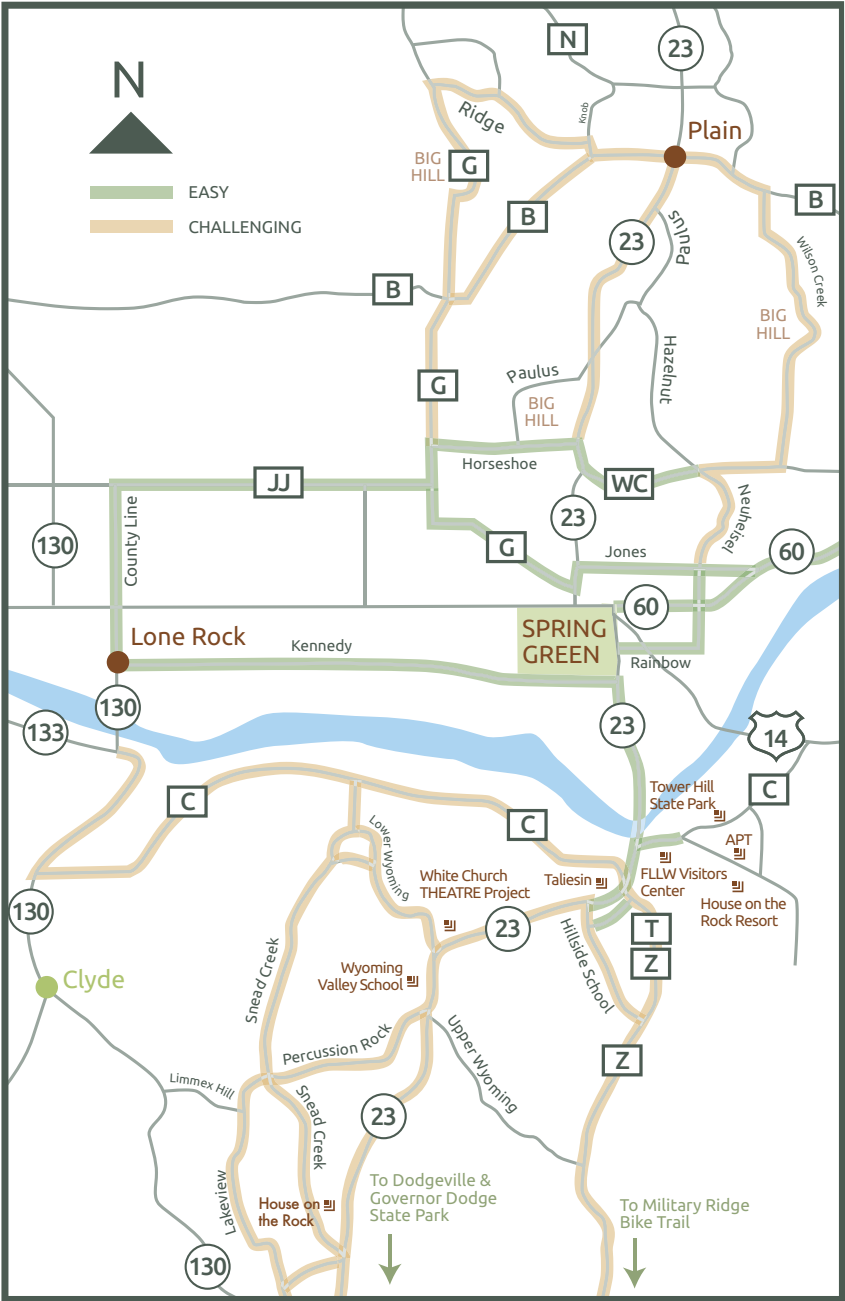 N
23
N
Knob
Ridge
Plain
BIG
HILL
G
EASY
CHALLENGING
B
B
23
Paulus
Wilson Creek
B
BIG
HILL
Hazelnut
G
Paulus
BIG
HILL
Horseshoe
JJ
WC
23
Neuheisel
County Line
130
G
Jones
60
60
SPRING
GREEN
Lone Rock
Kennedy
Rainbow
130
133
23
14
C
Tower Hill
State Park
C
C
Lower Wyoming
APT
White Church
THEATRE Project
Taliesin
FLLW Visitors
Center
House on the
Rock Resort
130
23
T
Hillside School
Z
Snead Creek
Wyoming
Valley School
Clyde
Percussion Rock
Upper Wyoming
Z
Limmex Hill
Snead Creek
23
Lakeview
House on
the Rock
To Dodgeville &
Governor Dodge
State Park
To Military Ridge
Bike Trail
130